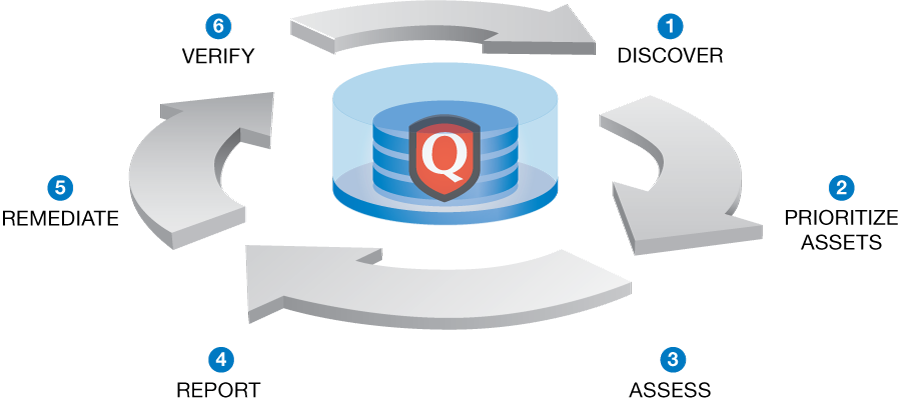 6
VERIFY
1
DISCOVER
Q
5
REMEDIATE
2
PRIORITIZE
ASSETS
4
REPORT
3
ASSESS